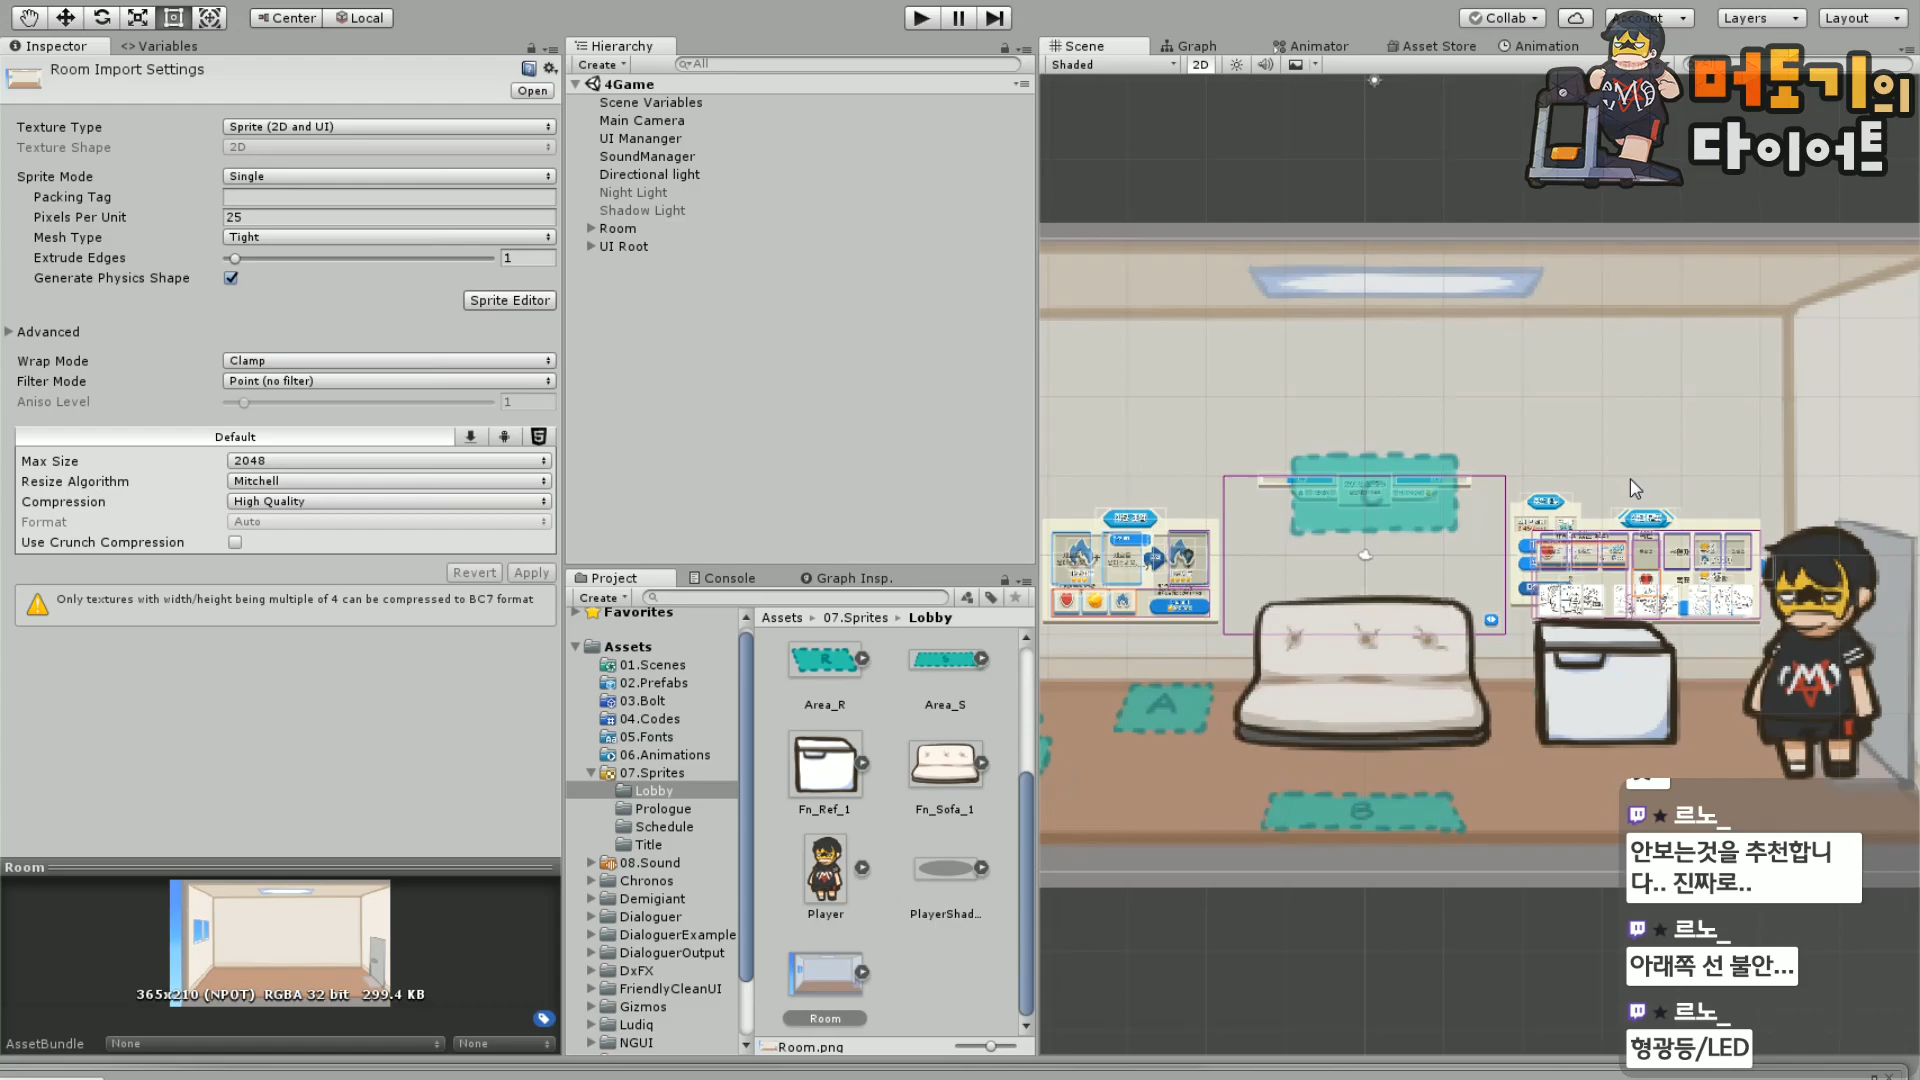 Center
Local
Collab
Account
Layers
Layout
Inspector
<> Variables
Room Import Settings
Open
Texture Type
Sprite (2D and UI)
Texture Shape
2D
Sprite Mode
Single
Packing Tag
Pixels Per Unit
25
Mesh Type
Tight
Extrude Edges
1
Generate Physics Shape
Sprite Editor
Advanced
Wrap Mode
Clamp
Filter Mode
Point (no filter)
Aniso Level
1
Default
Max Size
2048
Resize Algorithm
Mitchell
Compression
High Quality
Format
Auto
Use Crunch Compression
Revert
Apply
Only textures with width/height being multiple of 4 can be compressed to BC7 format
Room
365x210 (NPOT) RGBA 32 bit 299.4 KB
AssetBundle
None
None
Hierarchy
Create
All
4Game
Scene Variables
Main Camera
UI Mananger
SoundManager
Directional light
Night Light
Shadow Light
Room
UI Root
Project
Console
Graph Insp.
Create
Favorites
Assets
01.Scenes
02.Prefabs
03.Bolt
04.Codes
05.Fonts
06.Animations
07.Sprites
Lobby
Prologue
Schedule
Title
08.Sound
Chronos
Demigiant
Dialoguer
DialoguerExample
DialoguerOutput
DxFX
FriendlyCleanUI
Gizmos
Ludiq
NGUI
Assets
07.Sprites
Lobby
R
S
Area_R
Area_S
Fn_Ref_1
Fn_Sofa_1
Player
PlayerShad...
Room
Room.png
Scene
Graph
Animator
Asset Store
Animation
Shaded
2D
머도기의
다이어트
C
A
B
르노_
안보는것을 추천합니
다.. 진짜로..
르노_
아래쪽 선 불안...
르노_
형광등/LED